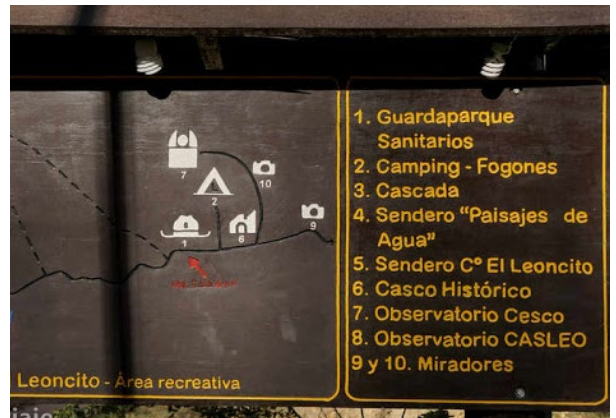 7
10
2
9
1
6
Leoncito - Área recreativa
1. Guardaparque
Sanitarios
2. Camping - Fogones
3. Cascada
4. Sendero "Paisajes de
Agua"
5. Sendero Cº El Leoncito
6. Casco Histórico
7. Observatorio Cesco
8. Observatorio CASLEO
9 y 10. Miradores